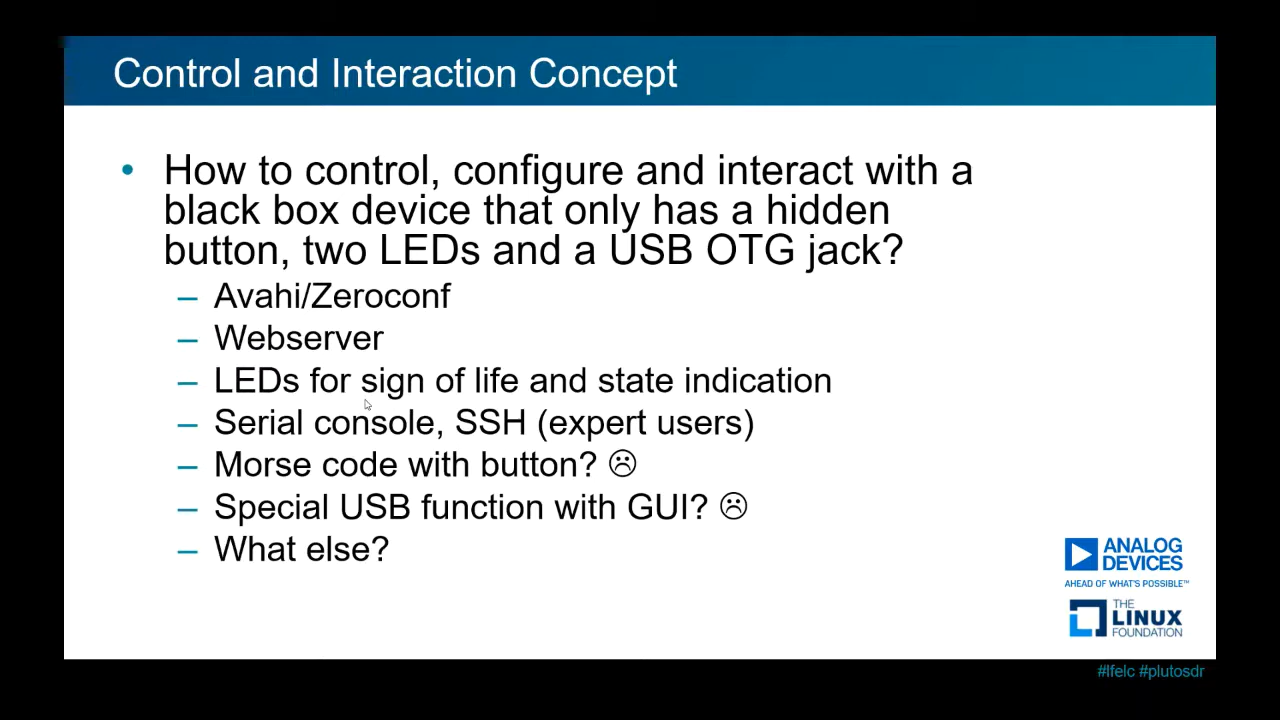 Control and Interaction Concept
• How to control, configure and interact with a
black box device that only has a hidden
button, two LEDs and a USB OTG jack?
– Avahi/Zeroconf
– Webserver
– LEDs for sign of life and state indication
– Serial console, SSH (expert users)
– Morse code with button? ☹
– Special USB function with GUI? ☹
– What else?
ANALOG
DEVICES
AHEAD OF WHAT'S POSSIBLE™
THE
LINUX
FOUNDATION
#lfelc #plutosdr